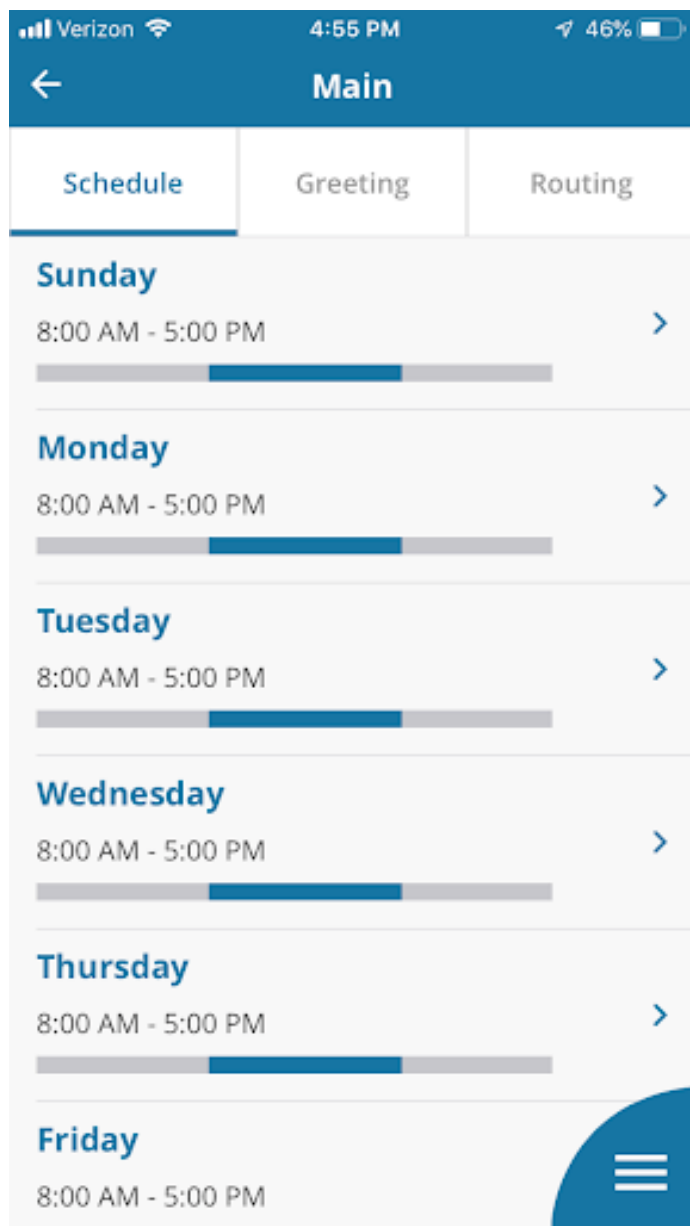 Verizon 4:55 PM 46%
Main
Schedule Greeting Routing
Sunday
8:00 AM - 5:00 PM
Monday
8:00 AM - 5:00 PM
Tuesday
8:00 AM - 5:00 PM
Wednesday
8:00 AM - 5:00 PM
Thursday
8:00 AM - 5:00 PM
Friday
8:00 AM - 5:00 PM